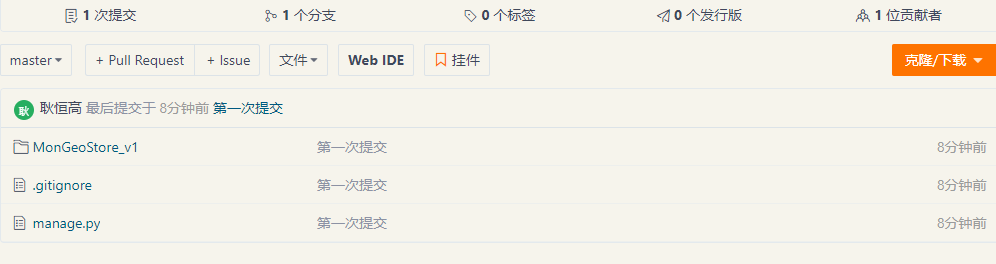 1 次提交 1 个分支 0 个标签 0 个发行版 1 位贡献者
master + Pull Request + Issue 文件 Web IDE 挂件 克隆/下载
耿 耿恒高 最后提交于 8分钟前 第一次提交
MonGeoStore_v1 第一次提交 8分钟前
.gitignore 第一次提交 8分钟前
manage.py 第一次提交 8分钟前